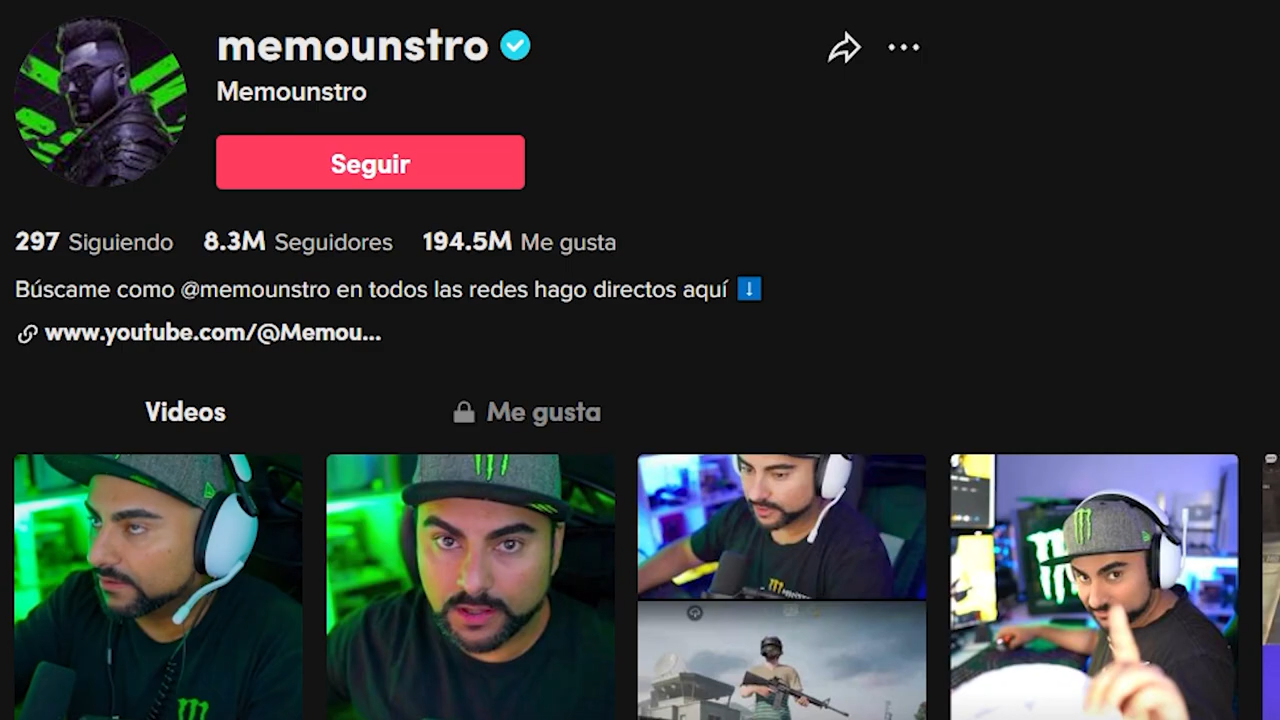 memounstro
Memounstro
Seguir
297 Siguiendo 8.3M Seguidores 194.5M Me gusta
Búscame como @memounstro en todos las redes hago directos aquí ⬇️
www.youtube.com/@Memou...
Videos Me gusta